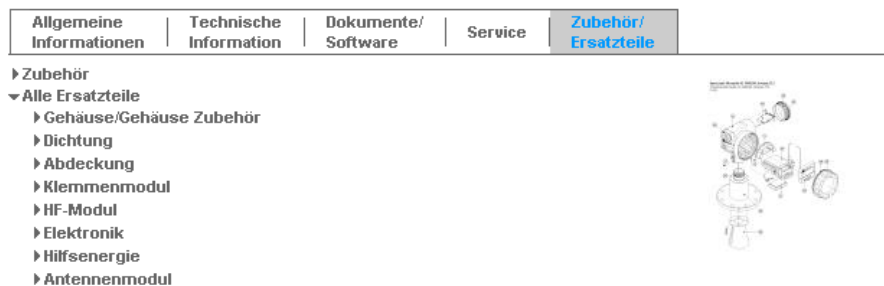 Allgemeine Informationen
Technische Information
Dokumente/ Software
Service
Zubehör/ Ersatzteile
Zubehör
Alle Ersatzteile
Gehäuse/Gehäuse Zubehör
Dichtung
Abdeckung
Klemmenmodul
HF-Modul
Elektronik
Hilfsenergie
Antennenmodul